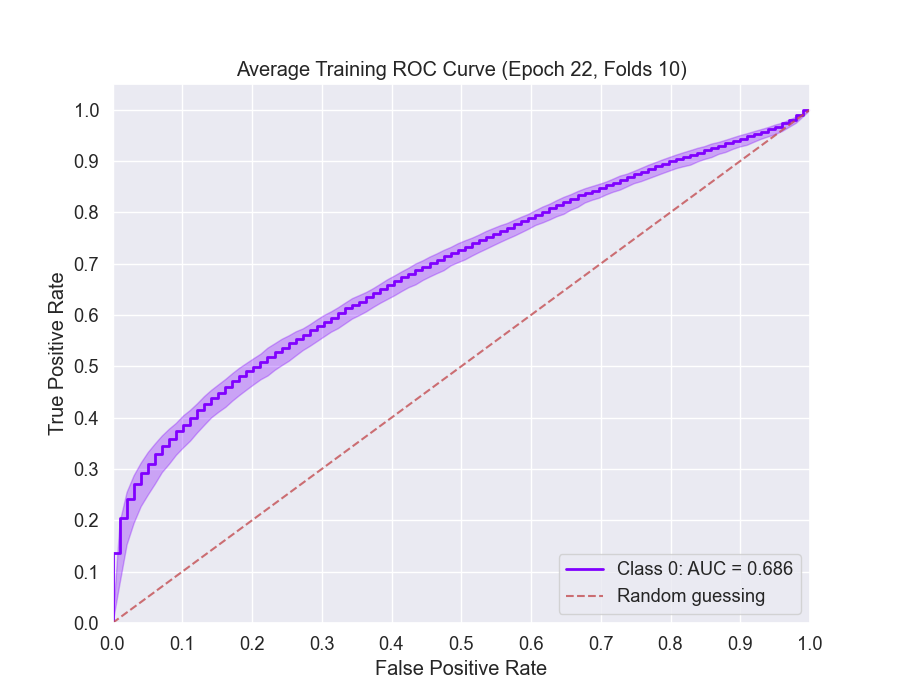 Average Training ROC Curve (Epoch 22, Folds 10)
1.0
0.9
0.8
0.7
0.6
0.5
0.4
0.3
0.2
0.1
0.0
True Positive Rate
Class 0: AUC = 0.686
Random guessing
0.0 0.1 0.2 0.3 0.4 0.5 0.6 0.7 0.8 0.9 1.0
False Positive Rate